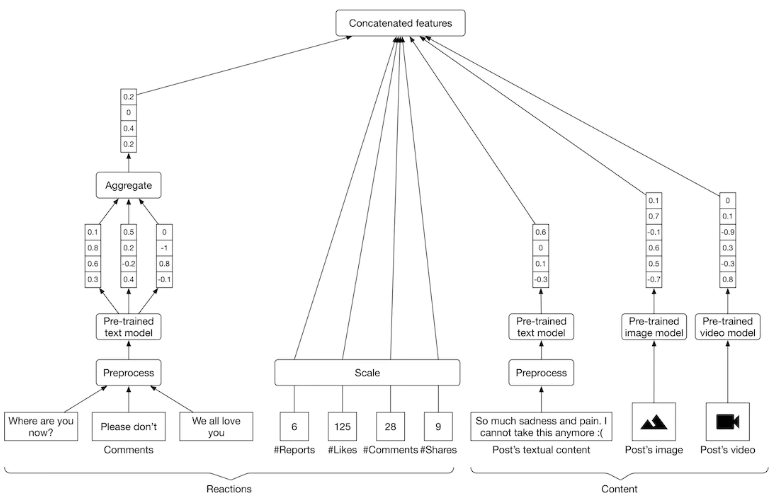 Concatenated features
0.2
0
0.4
0.2
Aggregate
0.1
0.8
0.6
0.3
0.5
0.2
-0.2
0.4
0
-1
0.8
-0.1
0.6
0
0.1
-0.3
0.1
0.7
-0.1
0.6
0.5
-0.7
0
0.1
-0.9
0.3
-0.3
0.8
Pre-trained
text model
Pre-trained
text model
Pre-trained
image model
Pre-trained
video model
Preprocess
Scale
Preprocess
Where are you
now?
Please don't
We all love
you
6
125
28
9
So much sadness and pain. I
cannot take this anymore :(
Comments
#Reports
#Likes
#Comments
#Shares
Post's textual content
Post's image
Post's video
Reactions
Content